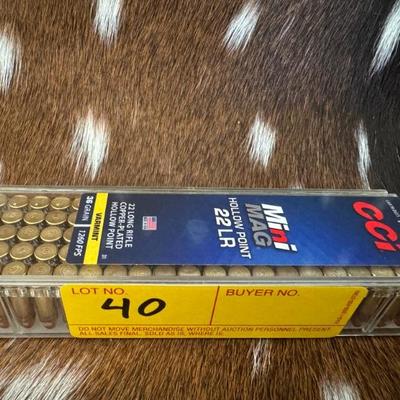 CCI
Mini
MAG
HOLLOW POINT
22 LR
22 LONG RIFLE
COPPER-PLATED
HOLLOW POINT
VARMINT
36 GRAIN 1260 FPS
LOT NO. BUYER NO.
40
DO NOT MOVE MERCHANDISE WITHOUT AUCTION PERSONNEL PRESENT.
ALL SALES FINAL. SOLD AS IS, WHERE IS.